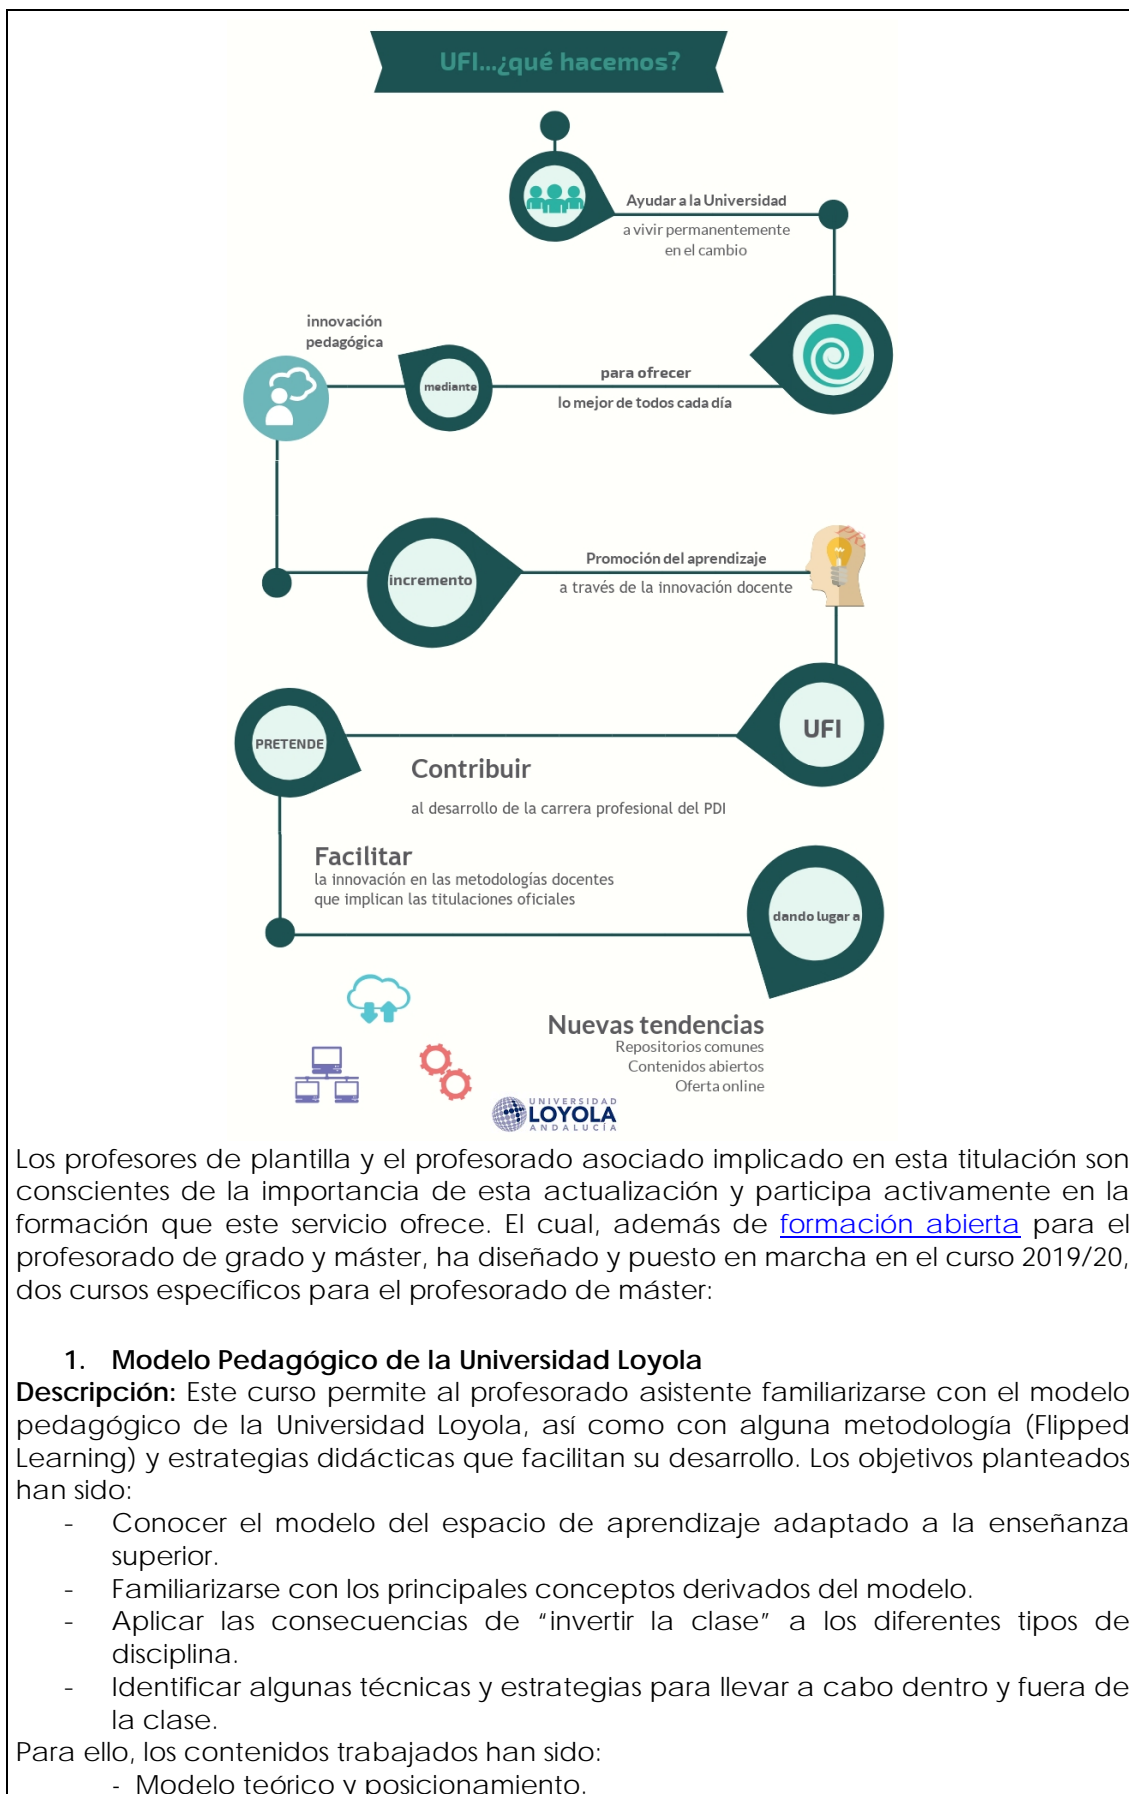 UFI...¿qué hacemos?
Ayudar a la Universidad
a vivir permanentemente
en el cambio
para ofrecer
lo mejor de todos cada día
mediante
innovación
pedagógica
incremento
Promoción del aprendizaje
a través de la innovación docente
UFI
PRETENDE
Contribuir
al desarrollo de la carrera profesional del PDI
Facilitar
la innovación en las metodologías docentes
que implican las titulaciones oficiales
dando lugar a
Nuevas tendencias
Repositorios comunes
Contenidos abiertos
Oferta online
UNIVERSIDAD
LOYOLA
ANDALUCÍA
Los profesores de plantilla y el profesorado asociado implicado en esta titulación son
conscientes de la importancia de esta actualización y participa activamente en la
formación que este servicio ofrece. El cual, además de formación abierta para el
profesorado de grado y máster, ha diseñado y puesto en marcha en el curso 2019/20,
dos cursos específicos para el profesorado de máster:
1. Modelo Pedagógico de la Universidad Loyola
Descripción: Este curso permite al profesorado asistente familiarizarse con el modelo
pedagógico de la Universidad Loyola, así como con alguna metodología (Flipped
Learning) y estrategias didácticas que facilitan su desarrollo. Los objetivos planteados
han sido:
- Conocer el modelo del espacio de aprendizaje adaptado a la enseñanza
superior.
- Familiarizarse con los principales conceptos derivados del modelo.
- Aplicar las consecuencias de “invertir la clase” a los diferentes tipos de
disciplina.
- Identificar algunas técnicas y estrategias para llevar a cabo dentro y fuera de
la clase.
Para ello, los contenidos trabajados han sido:
- Modelo teórico y posicionamiento.